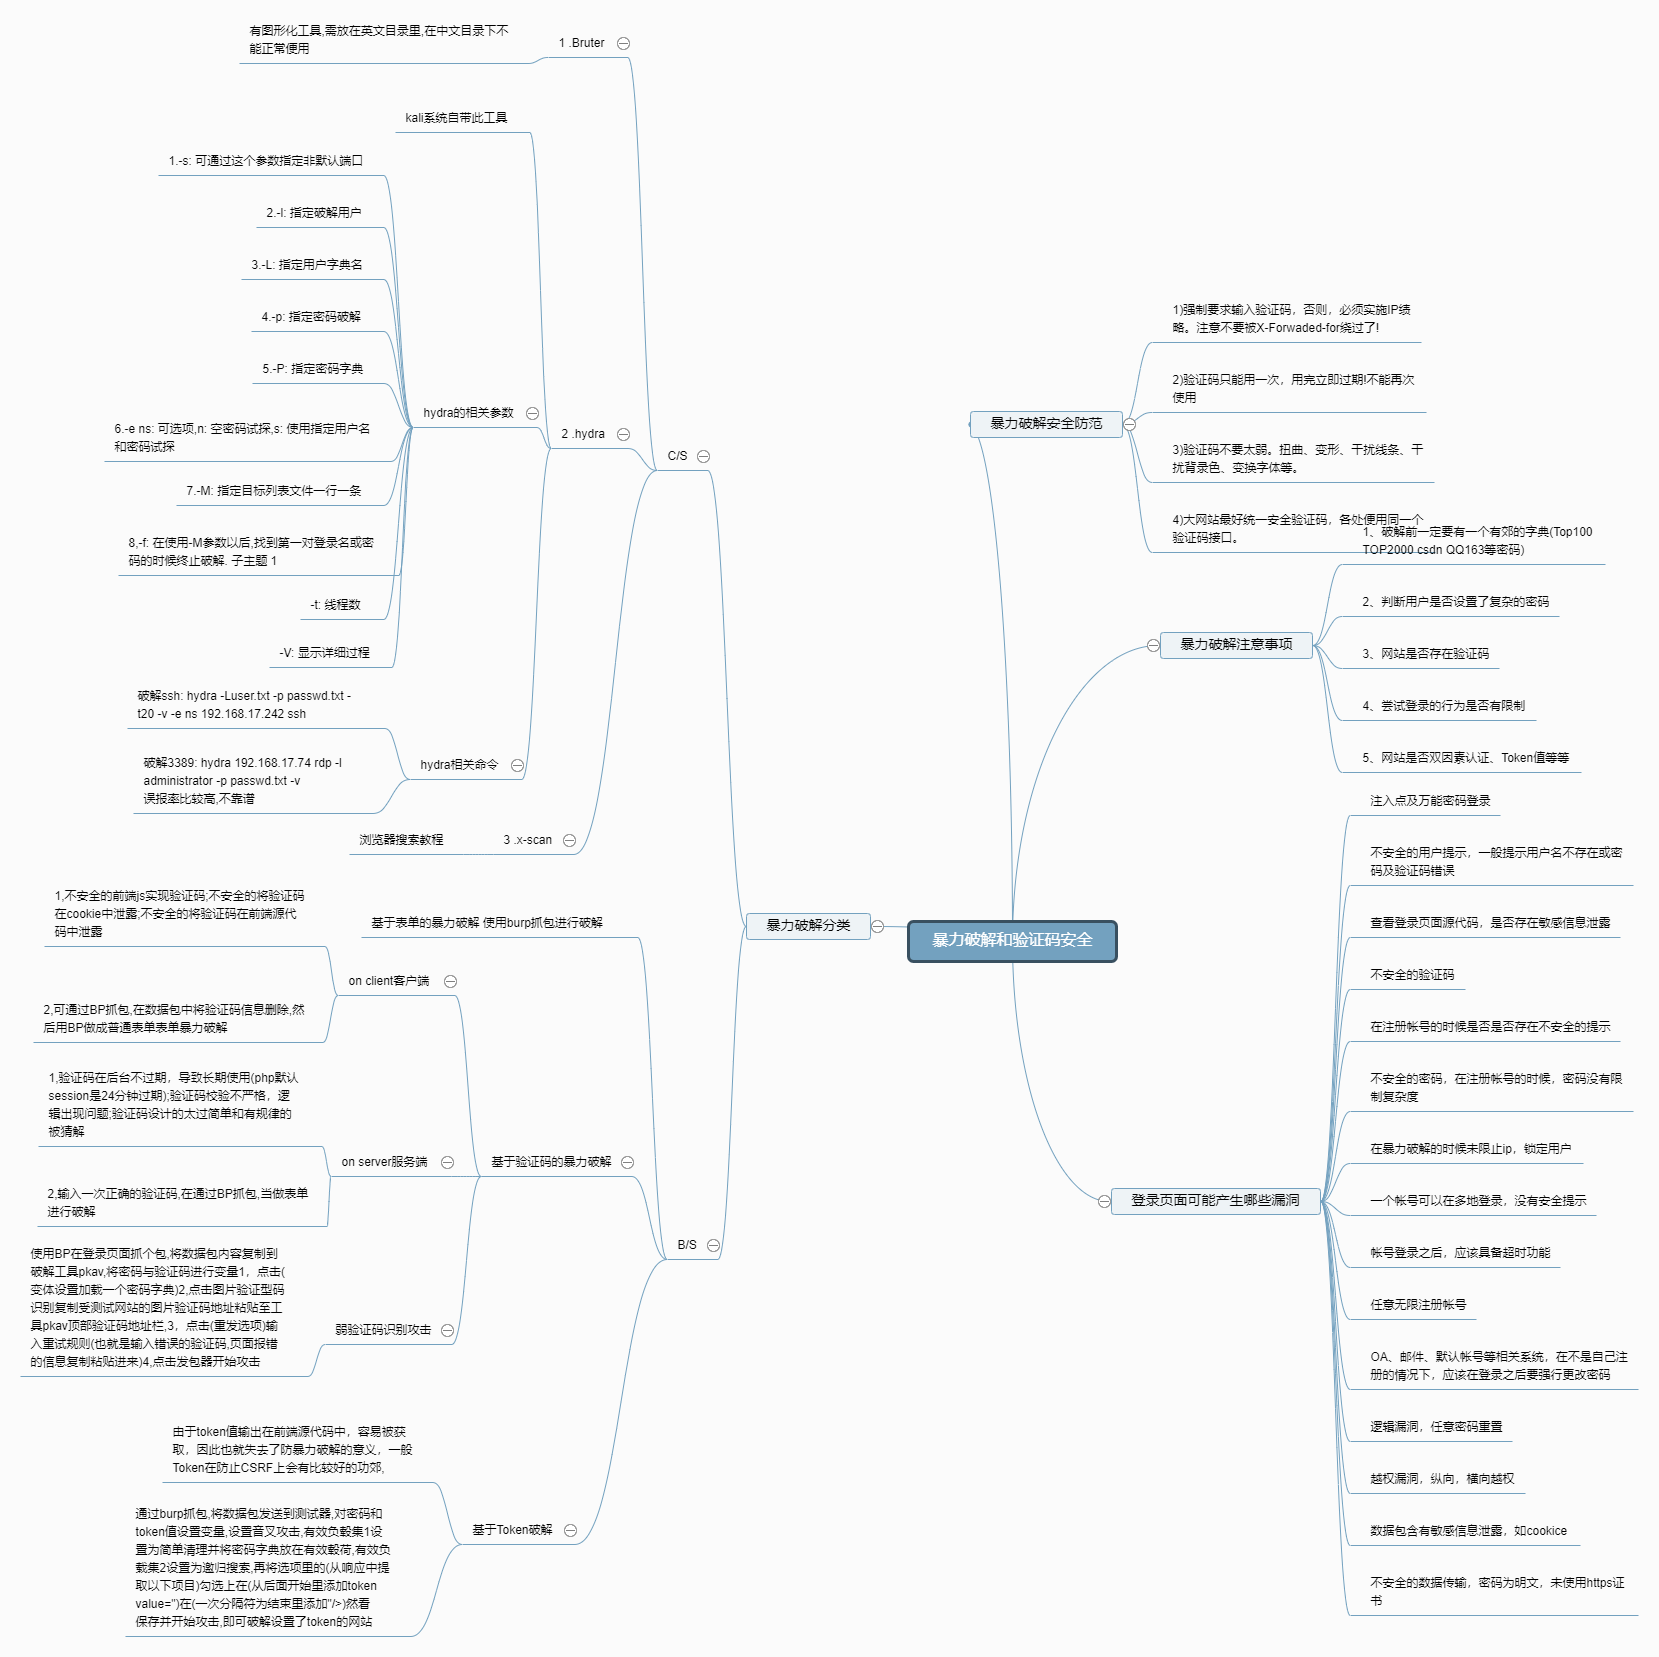 有图形化工具,需放在英文目录里,在中文目录下不
能正常便用
1 .Bruter
kali系统自带此工具
1.-s: 可通过这个参数指定非默认端口
2.-l: 指定破解用户
3.-L: 指定用户字典名
4.-p: 指定密码破解
5.-P: 指定密码字典
hydra的相关参数
6.-e ns: 可选项,n: 空密码试探,s: 使用指定用户名
和密码试探
2 .hydra
C/S
7.-M: 指定目标列表文件一行一条
8,-f: 在使用-M参数以后,找到第一对登录名或密
码的时候终止破解. 子主题 1
-t: 线程数
-V: 显示详细过程
破解ssh: hydra -Luser.txt -p passwd.txt -
t20 -v -e ns 192.168.17.242 ssh
hydra相关命令
破解3389: hydra 192.168.17.74 rdp -l
administrator -p passwd.txt -v
误报率比较高,不靠谱
浏览器搜索教程
3 .x-scan
暴力破解分类
1,不安全的前端js实现验证码;不安全的将验证码
在cookie中泄露;不安全的将验证码在前端源代
码中泄露
基于表单的暴力破解 使用burp抓包进行破解
on client客户端
2,可通过BP抓包,在数据包中将验证码信息删除,然
后用BP做成普通表单表单暴力破解
1,验证码在后台不过期，导致长期使用(php默认
session是24分钟过期);验证码校验不严格，逻
辑出现问题;验证码设计的太过简单和有规律的
被猜解
on server服务端
基于验证码的暴力破解
2,输入一次正确的验证码,在通过BP抓包,当做表单
进行破解
B/S
使用BP在登录页面抓个包,将数据包内容复制到
破解工具pkav,将密码与验证码进行变量1，点击(
变体设置加载一个密码字典)2,点击图片验证型码
识别复制受测试网站的图片验证码地址粘贴至工
具pkav顶部验证码地址栏,3，点击(重发选项)输
入重试规则(也就是输入错误的验证码,页面报错
的信息复制粘贴进来)4,点击发包器开始攻击
弱验证码识别攻击
由于token值输出在前端源代码中，容易被获
取，因此也就失去了防暴力破解的意义，一般
Token在防止CSRF上会有比较好的功郊,
基于Token破解
通过burp抓包,将数据包发送到测试器,对密码和
token值设置变量,设置音叉攻击,有效负毂集1设
置为简单清理并将密码字典放在有效毂荷,有效负
载集2设置为邀归搜索,再将选项里的(从响应中提
取以下项目)勾选上在(从后面开始里添加token
value=")在(一次分隔符为结束里添加"/>)然看
保存并开始攻击,即可破解设置了token的网站
暴力破解和验证码安全
暴力破解安全防范
1)强制要求输入验证码，否则，必须实施IP绩
略。注意不要被X-Forwaded-for绕过了!
2)验证码只能用一次，用完立即过期!不能再次
使用
3)验证码不要太弱。扭曲、变形、干扰线条、干
扰背录色、变换字体等。
4)大网站最好统一安全验证码，各处便用同一个
验证码接口。
暴力破解注意事项
1、破解前一定要有一个有郊的字典(Top100
TOP2000 csdn QQ163等密码)
2、判断用户是否设置了复杂的密码
3、网站是否存在验证码
4、尝试登录的行为是否有限制
5、网站是否双因素认证、Token值等等
登录页面可能产生哪些漏洞
注入点及万能密码登录
不安全的用户提示，一般提示用户名不存在或密
码及验证码错误
查看登录页面源代码，是否存在敏感信息泄露
不安全的验证码
在注册帐号的时候是否是否存在不安全的提示
不安全的密码，在注册帐号的时候，密码没有限
制复杂度
在暴力破解的时候未限止ip，锁定用户
一个帐号可以在多地登录，没有安全提示
帐号登录之后，应该具备超时功能
任意无限注册帐号
OA、邮件、默认帐号等相关系统，在不是自己注
册的情况下，应该在登录之后要强行更改密码
逻辑漏洞，任意密码重置
越权漏洞，纵向，横向越权
数据包含有敏感信息泄露，如cookice
不安全的数据传输，密码为明文，未使用https证
书